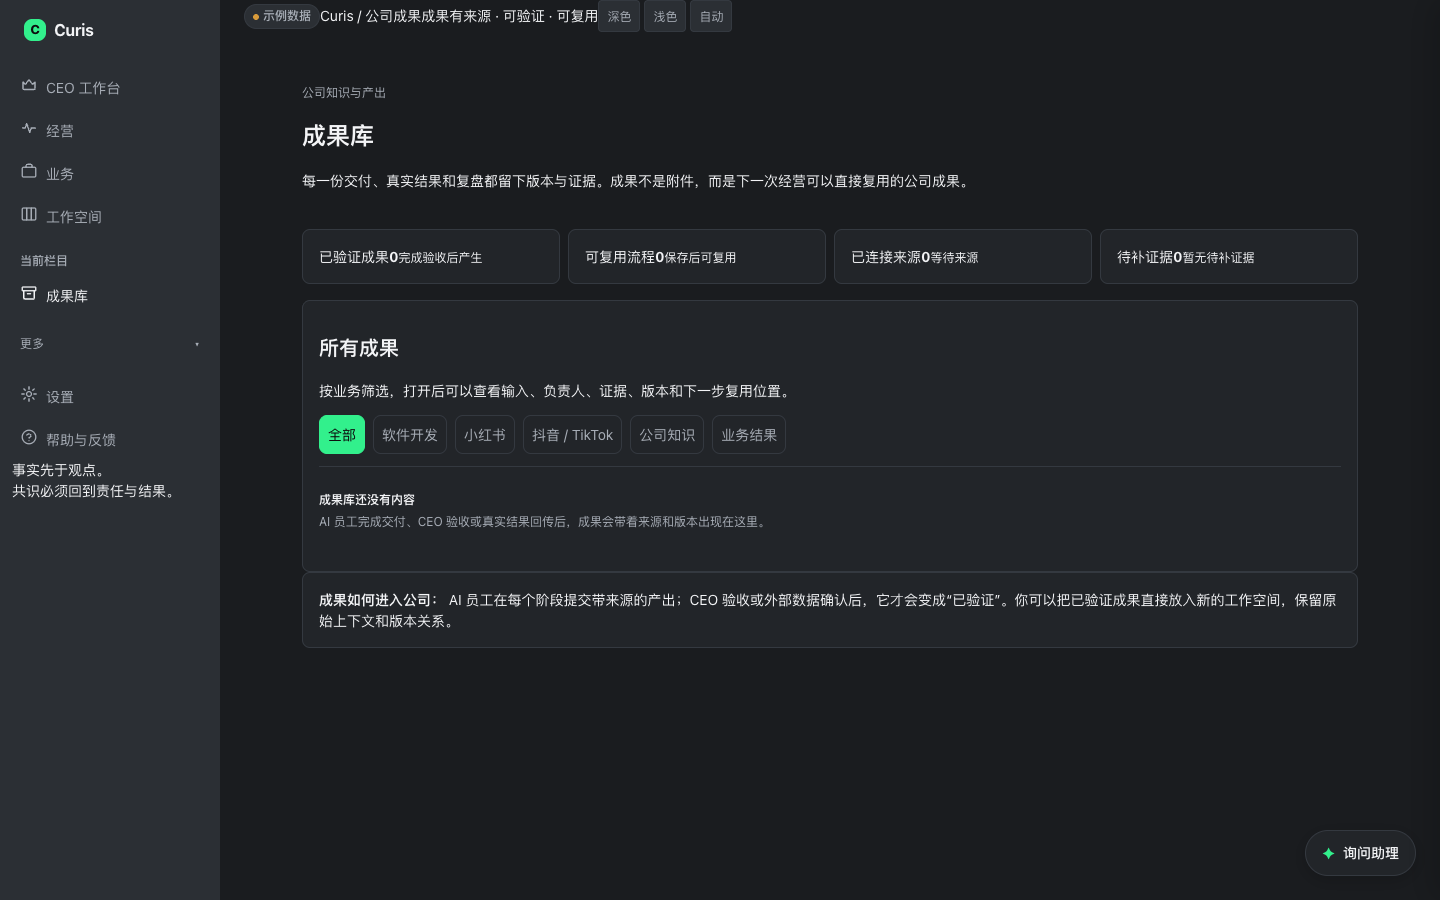 C Curis
CEO 工作台
经营
业务
工作空间
当前栏目
成果库
更多
设置
帮助与反馈
事实先于观点。
共识必须回到责任与结果。
示例数据 Curis / 公司成果成果有来源 · 可验证 · 可复用 深色 浅色 自动
公司知识与产出
成果库
每一份交付、真实结果和复盘都留下版本与证据。成果不是附件，而是下一次经营可以直接复用的公司成果。
已验证成果0完成验收后产生
可复用流程0保存后可复用
已连接来源0等待来源
待补证据0暂无待补证据
所有成果
按业务筛选，打开后可以查看输入、负责人、证据、版本和下一步复用位置。
全部 软件开发 小红书 抖音 / TikTok 公司知识 业务结果
成果库还没有内容
AI 员工完成交付、CEO 验收或真实结果回传后，成果会带着来源和版本出现在这里。
成果如何进入公司： AI 员工在每个阶段提交带来源的产出；CEO 验收或外部数据确认后，它才会变成“已验证”。你可以把已验证成果直接放入新的工作空间，保留原
始上下文和版本关系。
询问助理